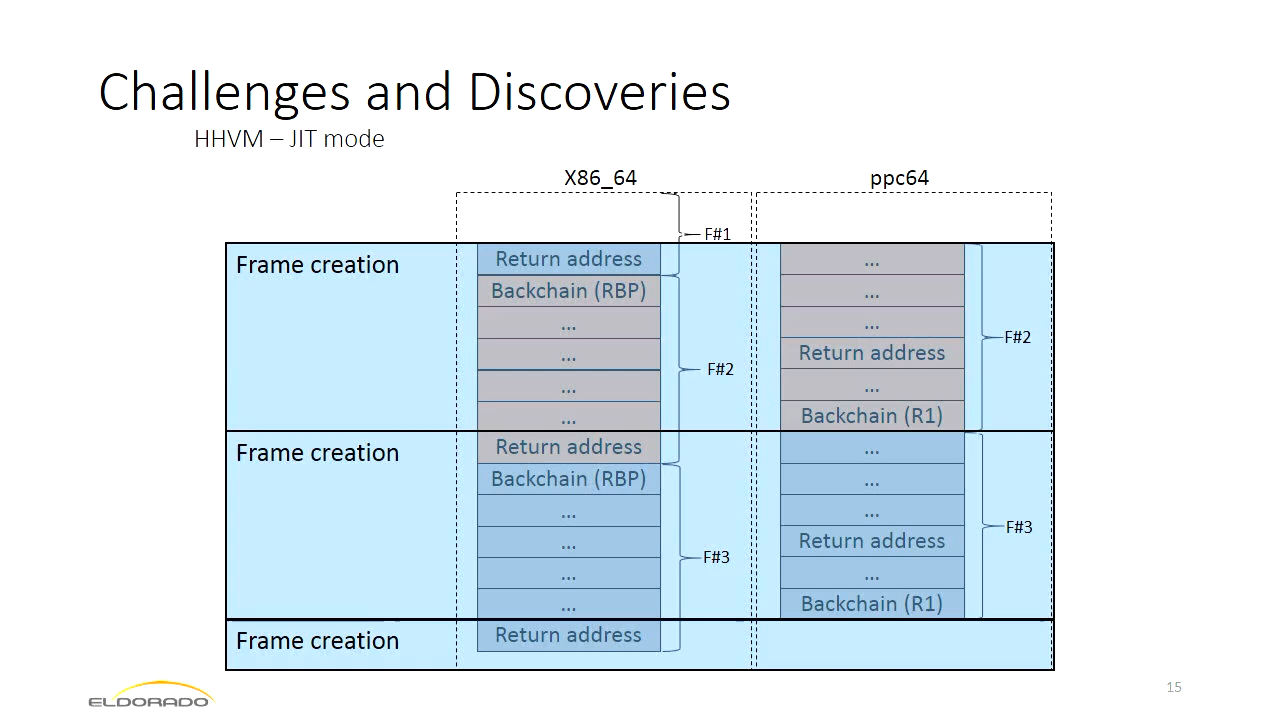 Challenges and Discoveries
HHVM – JIT mode
X86_64
ppc64
F#1
Frame creation
Return address
Backchain (RBP)
...
...
...
...
F#2
...
...
...
Return address
...
Backchain (R1)
F#2
Frame creation
Return address
Backchain (RBP)
...
...
...
...
F#3
...
...
...
Return address
...
Backchain (R1)
F#3
Frame creation
Return address
ELDORADO
15